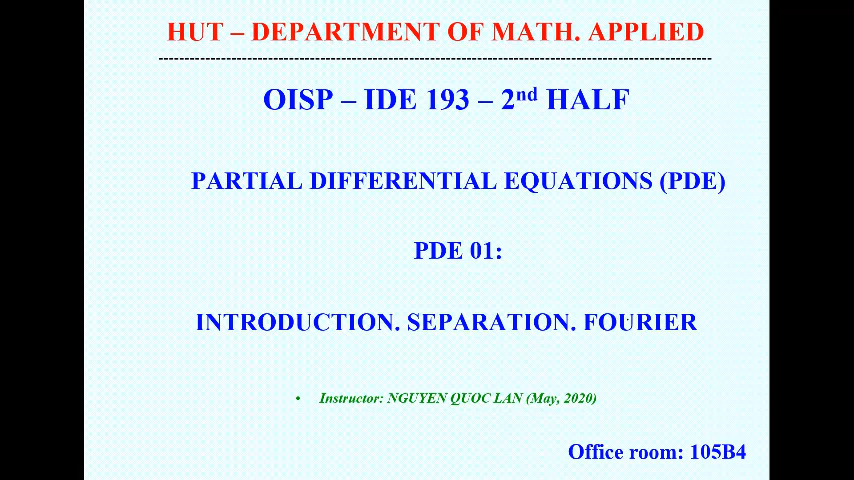 HUT – DEPARTMENT OF MATH. APPLIED
--------------------------------------------------------------------------------------------
OISP – IDE 193 – 2nd HALF
PARTIAL DIFFERENTIAL EQUATIONS (PDE)
PDE 01:
INTRODUCTION. SEPARATION. FOURIER
• Instructor: NGUYEN QUOC LAN (May, 2020)
Office room: 105B4